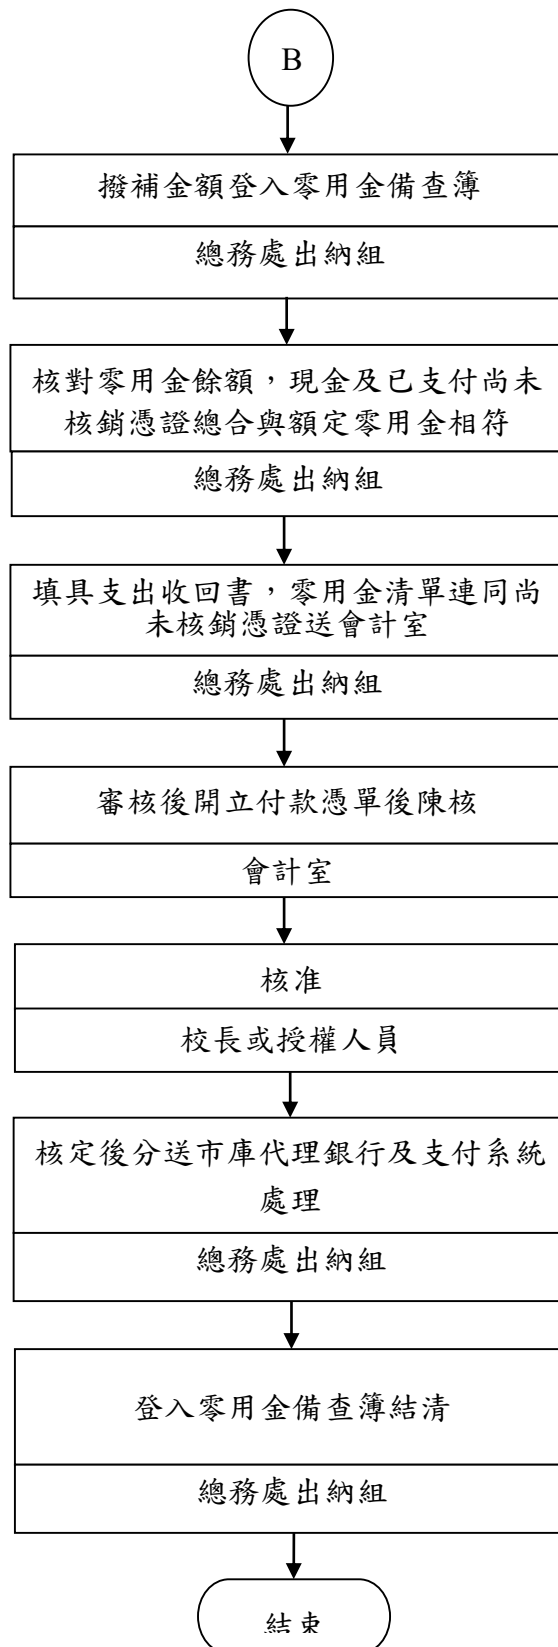 B
撥補金額登入零用金備查簿
總務處出納組
核對零用金餘額，現金及已支付尚未
核銷憑證總合與額定零用金相符
總務處出納組
填具支出收回書，零用金清單連同尚
未核銷憑證送會計室
總務處出納組
審核後開立付款憑單後陳核
會計室
核准
校長或授權人員
核定後分送市庫代理銀行及支付系統
處理
總務處出納組
登入零用金備查簿結清
總務處出納組
結束